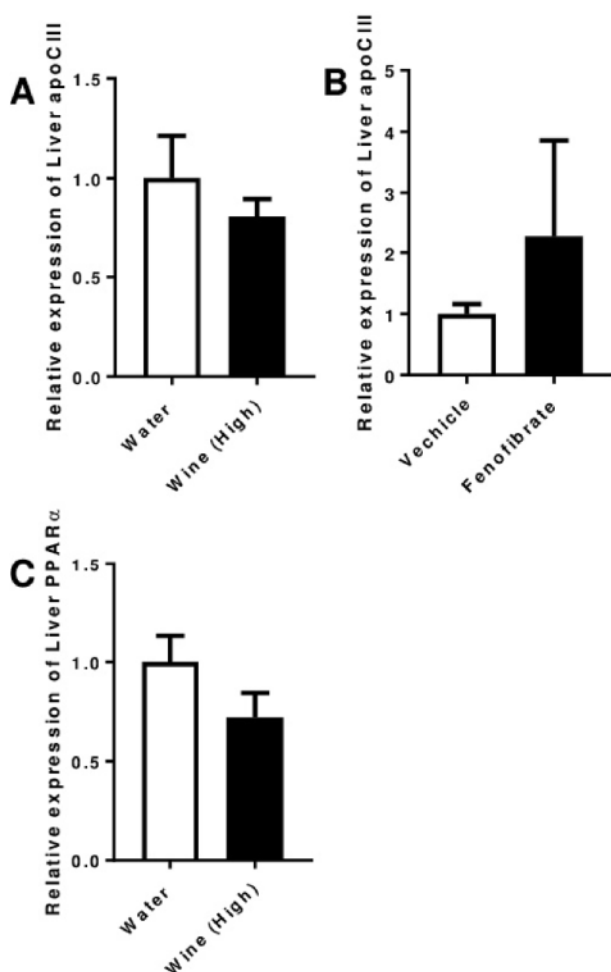 A
Relative expression of Liver apoCIII
1.5
1.0
0.5
0.0
Water
Wine (High)
B
Relative expression of Liver apoCIII
5
4
3
2
1
0
Vechicle
Fenofibrate
C
Relative expression of Liver PPARα
1.5
1.0
0.5
0.0
Water
Wine (High)